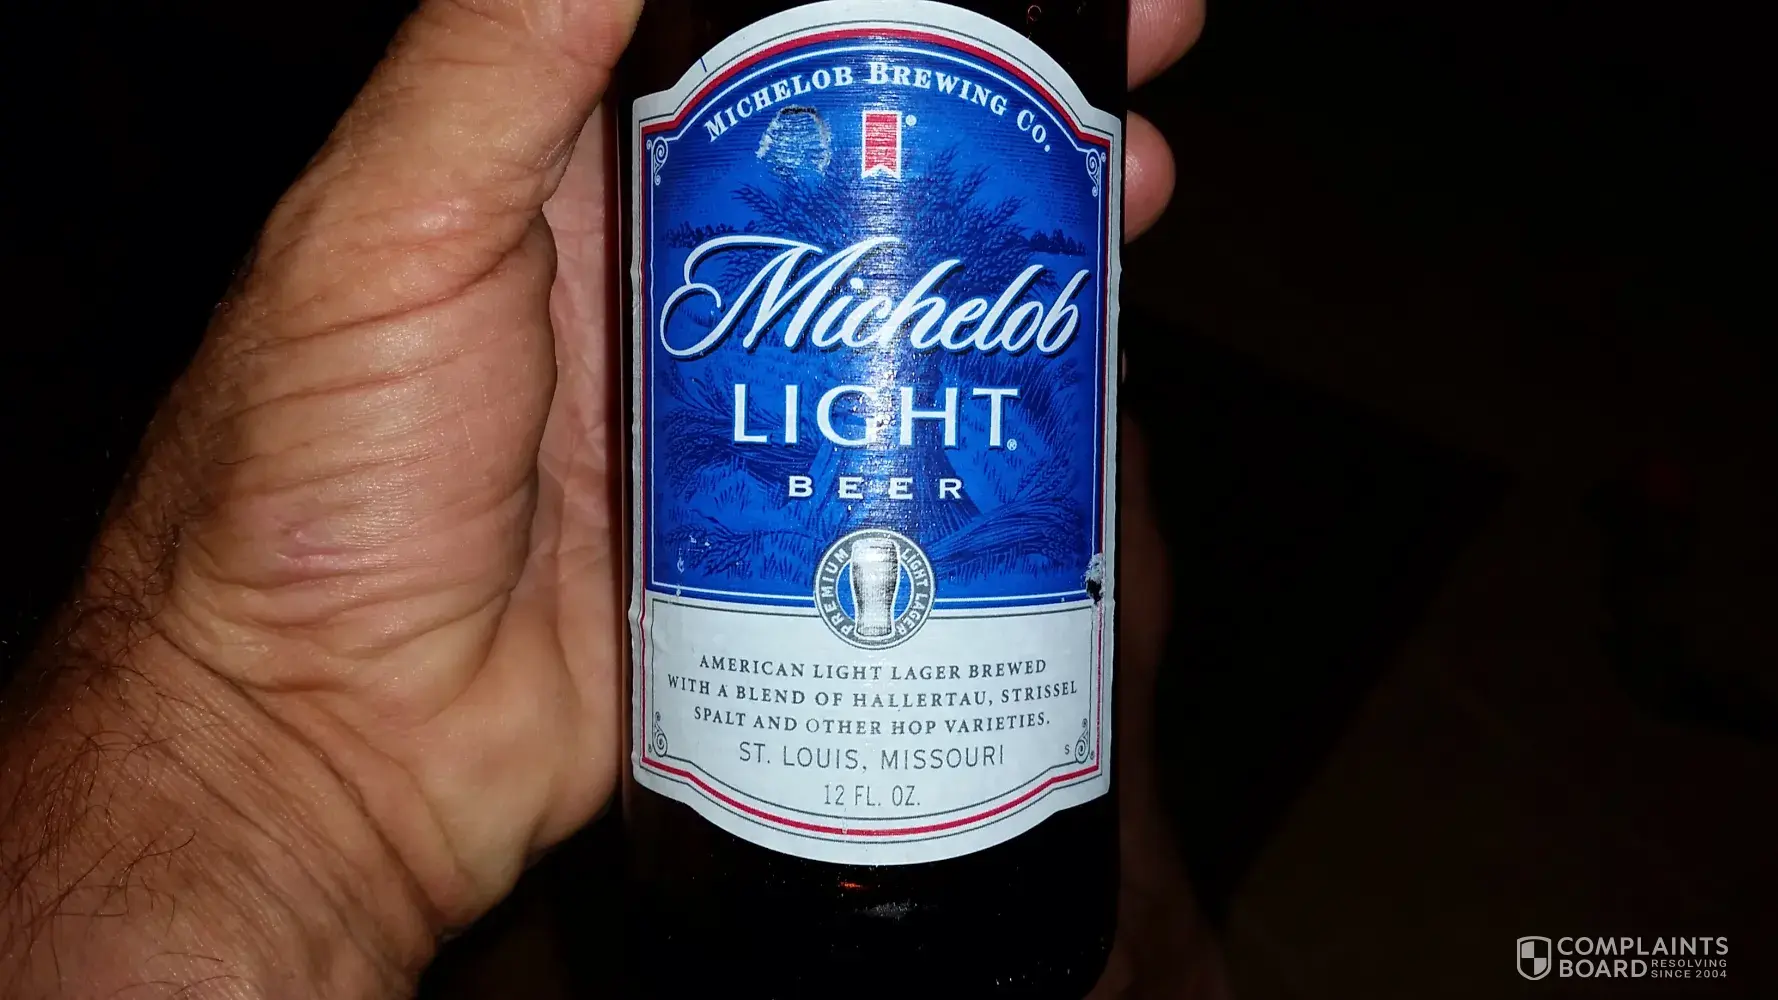 MICHELOB BREWING CO.
Michelob
LIGHT®
BEER
PREMIUM LIGHT LAGER
AMERICAN LIGHT LAGER BREWED
WITH A BLEND OF HALLERTAU, STRISSEL
SPALT AND OTHER HOP VARIETIES.
ST. LOUIS, MISSOURI
S
12 FL. OZ.
COMPLAINTS
BOARD RESOLVING
SINCE 2004